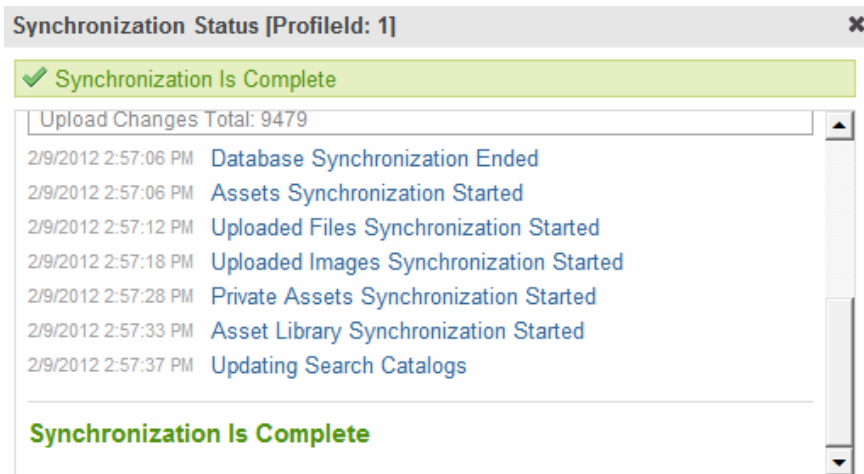 Synchronization Status [ProfileId: 1]
Synchronization Is Complete
Upload Changes Total: 9479
2/9/2012 2:57:06 PM Database Synchronization Ended
2/9/2012 2:57:06 PM Assets Synchronization Started
2/9/2012 2:57:12 PM Uploaded Files Synchronization Started
2/9/2012 2:57:18 PM Uploaded Images Synchronization Started
2/9/2012 2:57:28 PM Private Assets Synchronization Started
2/9/2012 2:57:33 PM Asset Library Synchronization Started
2/9/2012 2:57:37 PM Updating Search Catalogs
Synchronization Is Complete